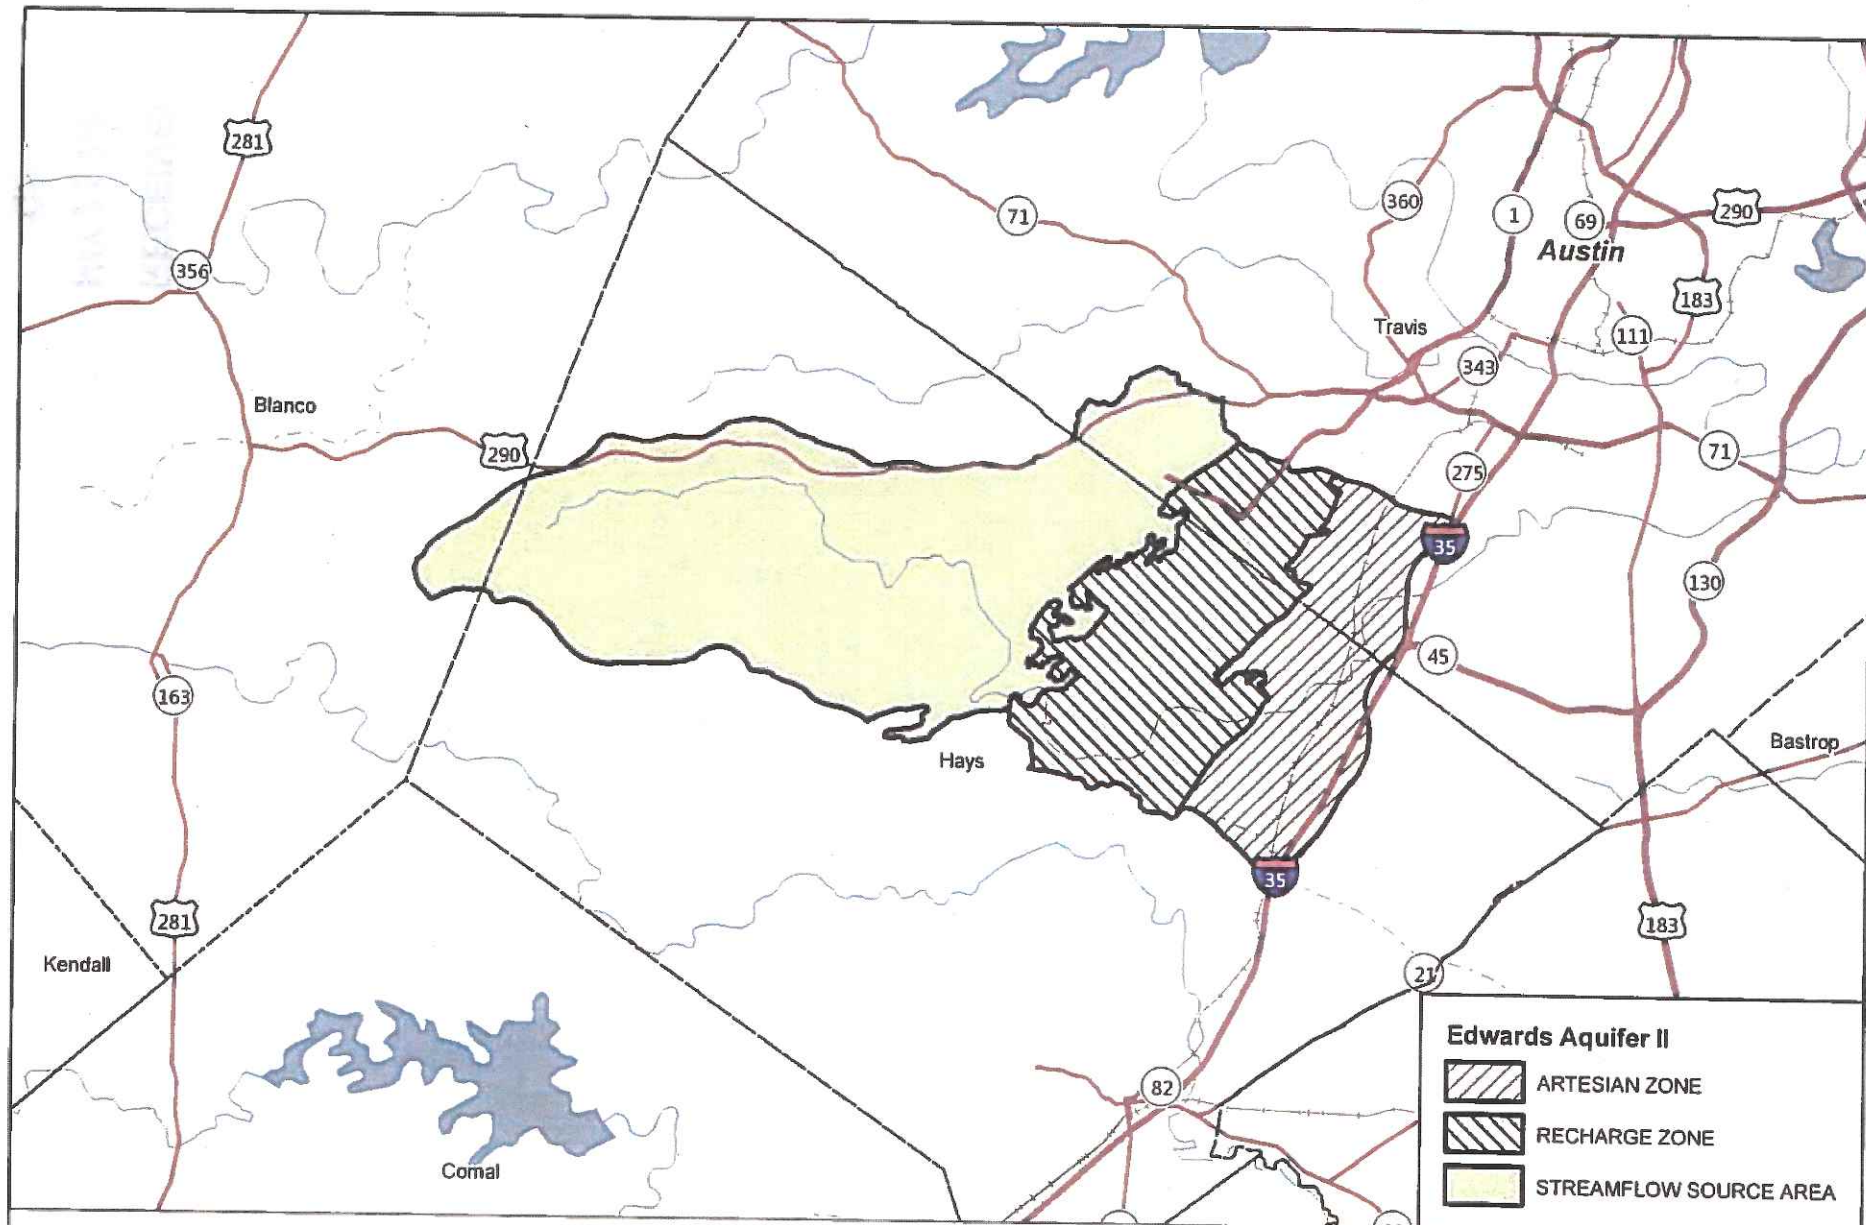 281
71
360
1
69
290
Austin
356
183
Travis
111
343
Blanco
290
71
275
35
130
45
163
Bastrop
Hays
35
281
183
Kendall
21
Edwards Aquifer II
82
ARTESIAN ZONE
RECHARGE ZONE
Comal
STREAMFLOW SOURCE AREA